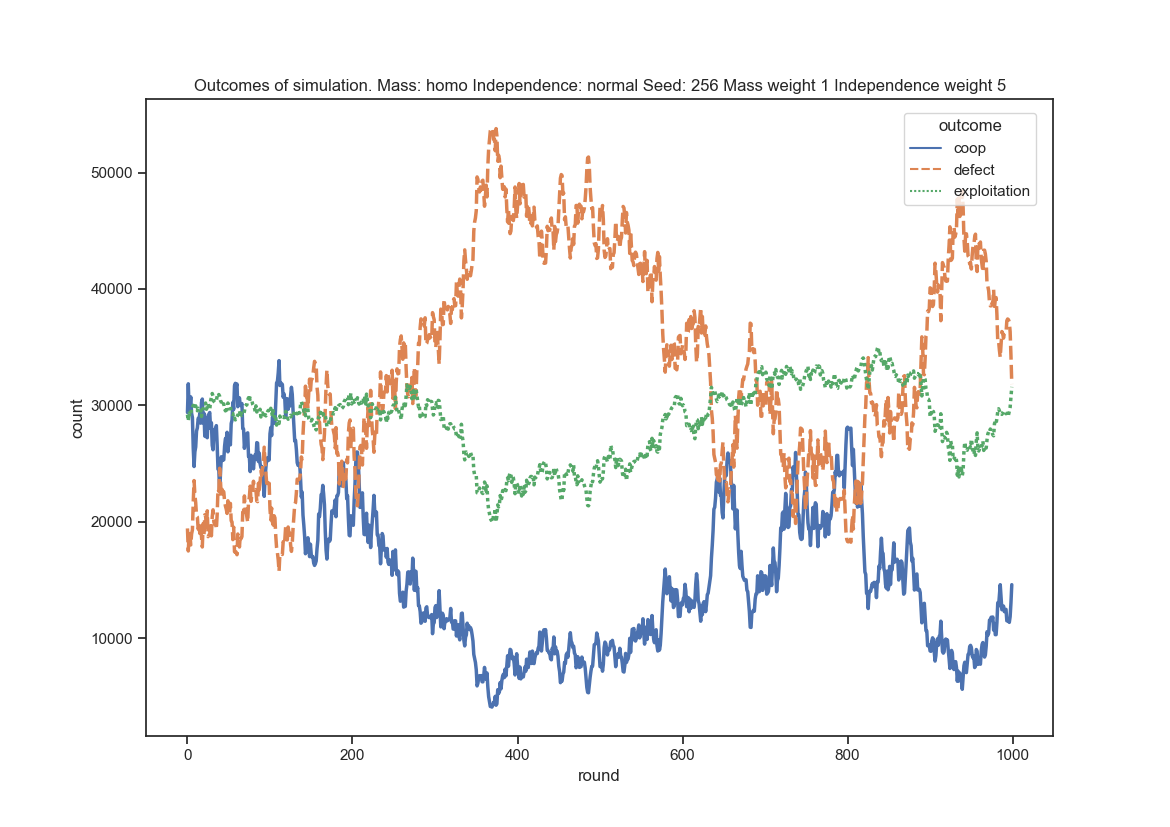 Outcomes of simulation. Mass: homo Independence: normal Seed: 256 Mass weight 1 Independence weight 5
outcome
coop
defect
exploitation
50000
40000
30000
20000
10000
count
0
200
400
600
800
1000
round